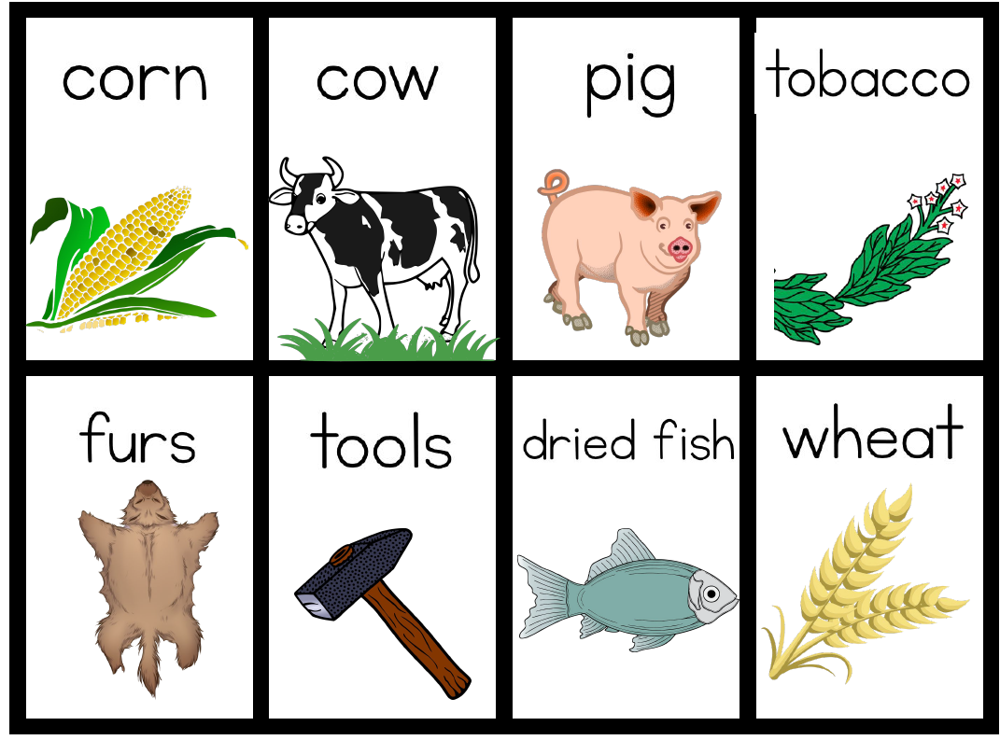 corn
cow
pig
tobacco
furs
tools
dried fish
wheat